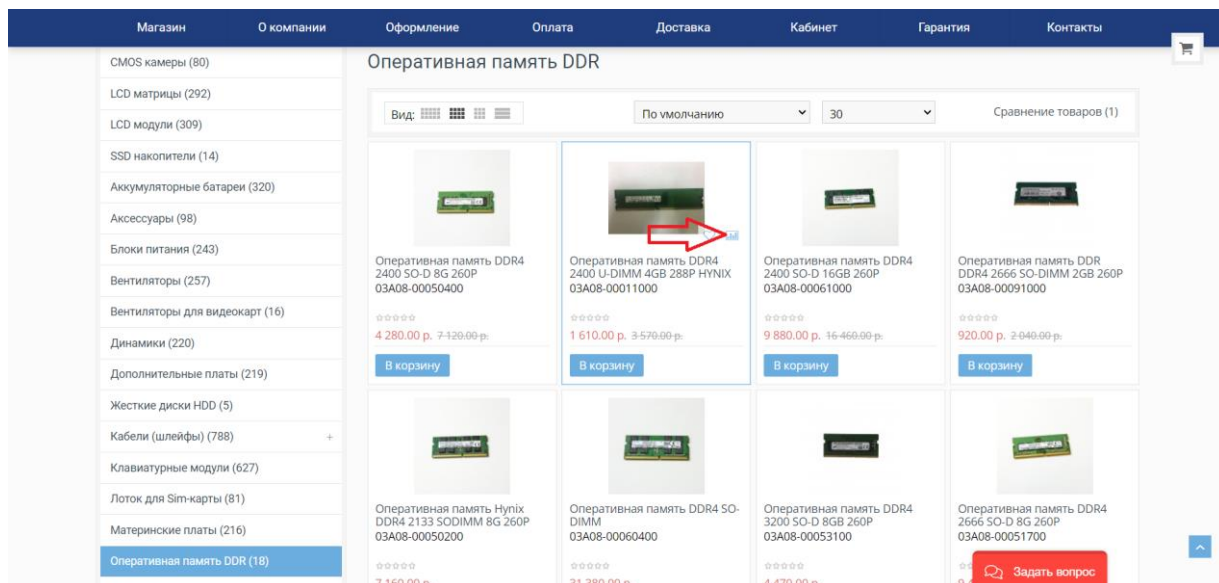 Магазин О компании Оформление Оплата Доставка Кабинет Гарантия Контакты
CMOS камеры (80)
LCD матрицы (292)
LCD модули (309)
SSD накопители (14)
Аккумуляторные батареи (320)
Аксессуары (98)
Блоки питания (243)
Вентиляторы (257)
Вентиляторы для видеокарт (16)
Динамики (220)
Дополнительные платы (219)
Жесткие диски HDD (5)
Кабели (шлейфы) (788) +
Клавиатурные модули (627)
Лоток для Sim-карты (81)
Материнские платы (216)
Оперативная память DDR (18)
Оперативная память DDR
Вид: По умолчанию 30 Сравнение товаров (1)
Оперативная память DDR4
2400 SO-D 8G 260P
03A08-00050400
4 280.00 р. 7 120.00 р.
В корзину
Оперативная память DDR4
2400 U-DIMM 4GB 288P HYNIX
03A08-00011000
1 610.00 р. 3 570.00 р.
В корзину
Оперативная память DDR4
2400 SO-D 16GB 260P
03A08-00061000
9 880.00 р. 16 460.00 р.
В корзину
Оперативная память DDR
DDR4 2666 SO-DIMM 2GB 260P
03A08-00091000
920.00 р. 2 040.00 р.
В корзину
Оперативная память Hynix
DDR4 2133 SODIMM 8G 260P
03A08-00050200
7 160.00 р.
Оперативная память DDR4 SO-
DIMM
03A08-00060400
31 380.00 р.
Оперативная память DDR4
3200 SO-D 8GB 260P
03A08-00053100
4 470.00 р.
Оперативная память DDR4
2666 SO-D 8G 260P
03A08-00051700
Задать вопрос